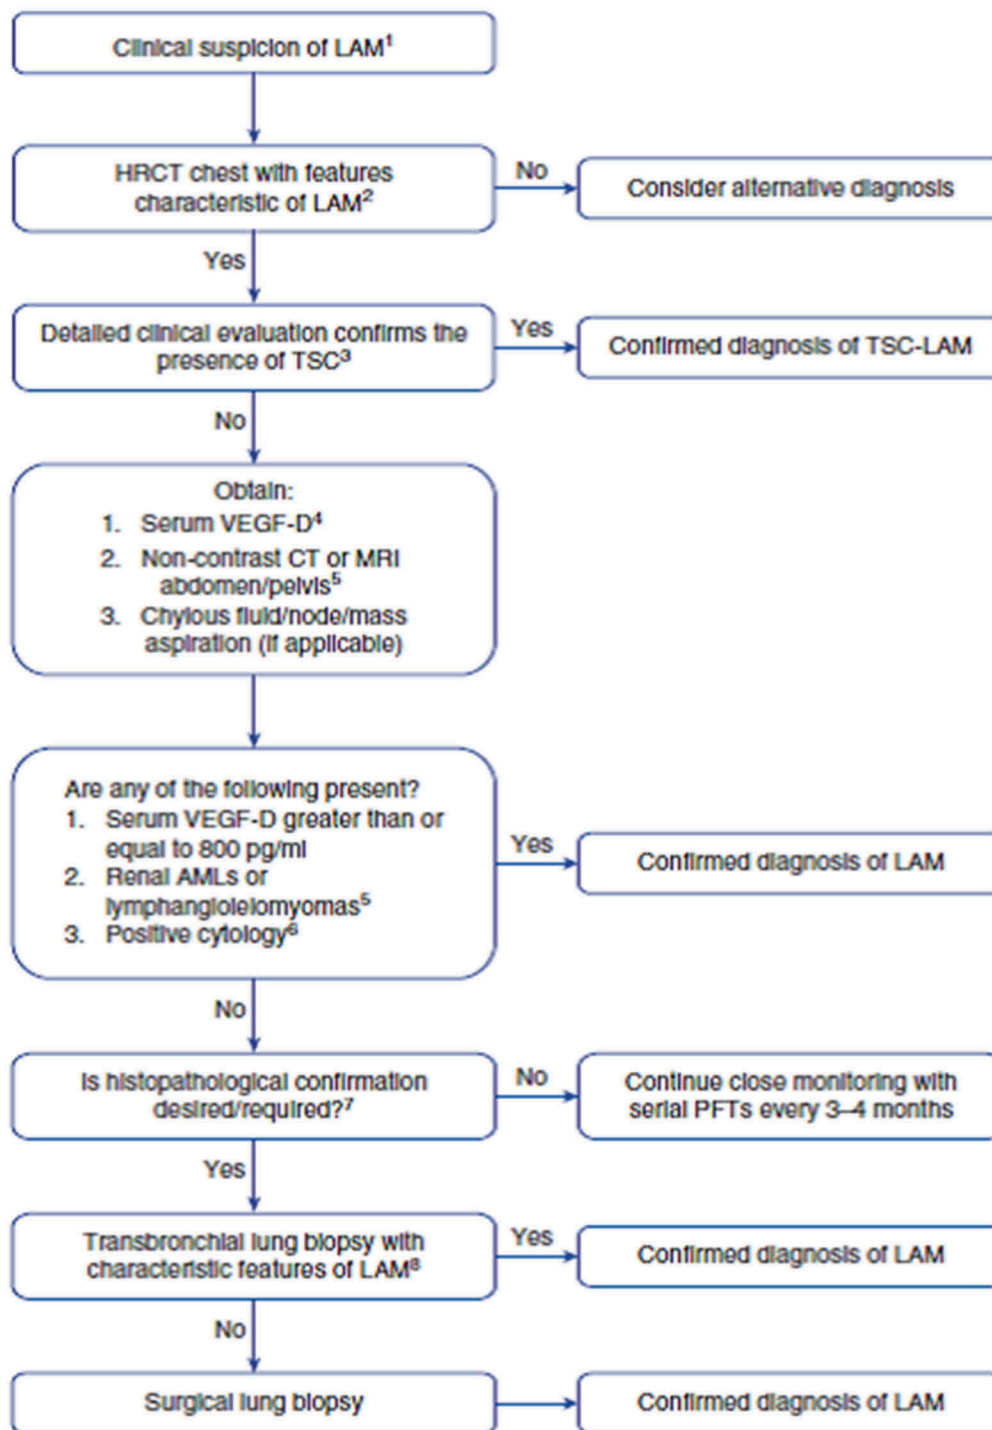 Clinical suspicion of LAM¹
HRCT chest with features
characteristic of LAM²
No
Consider alternative diagnosis
Yes
Detailed clinical evaluation confirms the
presence of TSC³
Yes
Confirmed diagnosis of TSC-LAM
No
Obtain:
1. Serum VEGF-D⁴
2. Non-contrast CT or MRI
abdomen/pelvis⁵
3. Chylous fluid/node/mass
aspiration (if applicable)
Are any of the following present?
1. Serum VEGF-D greater than or
equal to 800 pg/ml
2. Renal AMLs or
lymphangioleiomyomas⁵
3. Positive cytology⁶
Yes
Confirmed diagnosis of LAM
No
Is histopathological confirmation
desired/required?⁷
No
Continue close monitoring with
serial PFTs every 3–4 months
Yes
Transbronchial lung biopsy with
characteristic features of LAM⁸
Yes
Confirmed diagnosis of LAM
No
Surgical lung biopsy
Confirmed diagnosis of LAM